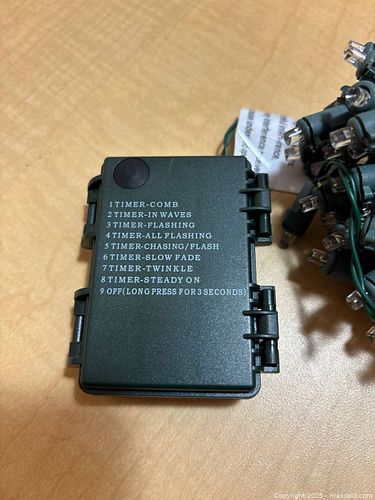 1 TIMER-COMB
2 TIMER-IN WAVES
3 TIMER-FLASHING
4 TIMER-ALL FLASHING
5 TIMER-CHASING/FLASH
6 TIMER-SLOW FADE
7 TIMER-TWINKLE
8 TIMER-STEADY ON
9 OFF(LONG PRESS FOR 3 SECONDS)
Copyright 2025 - maxsold.com